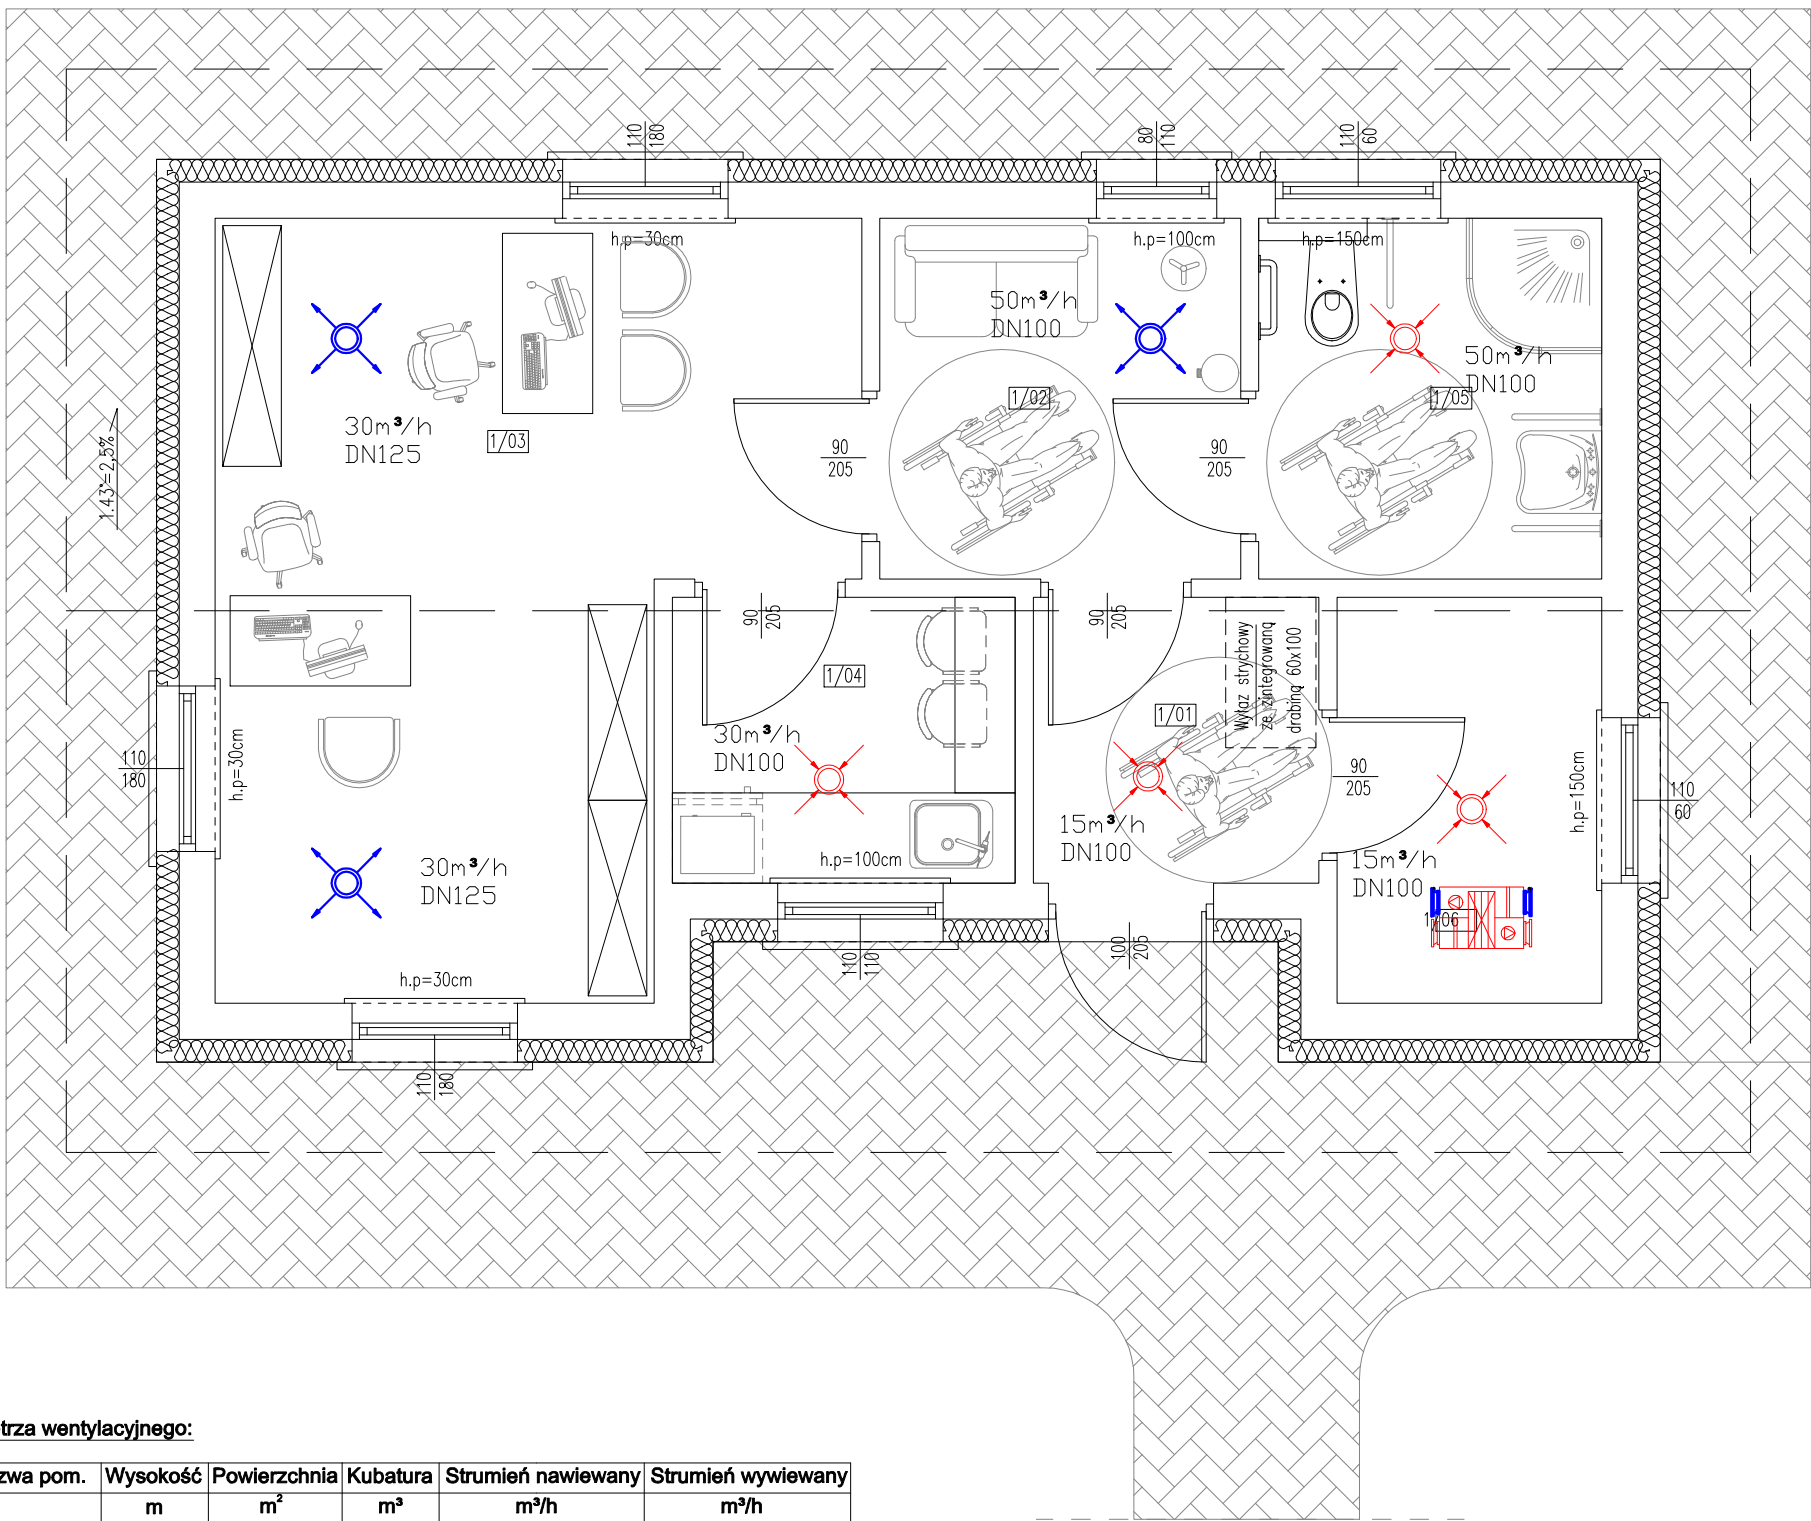 110
180
80
110
110
60
h.p=30cm
h.p=100cm
h.p=150cm
50m³/h
DN100
50m³/h
DN100
1/02
1/05
30m³/h
DN125
1/03
1.43°=2,5%
90
205
90
205
90
205
90
205
Wyłaz strychowy
ze zintegrowaną
drabiną 60x100
1/04
1/01
30m³/h
DN100
110
180
h.p=30cm
90
205
h.p=150cm
110
60
15m³/h
DN100
15m³/h
DN100
h.p=100cm
30m³/h
DN125
1/06
110
110
100
205
h.p=30cm
110
180
trza wentylacyjnego:
zwa pom. Wysokość Powierzchnia Kubatura Strumień nawiewany Strumień wywiewany
m m² m³ m³/h m³/h